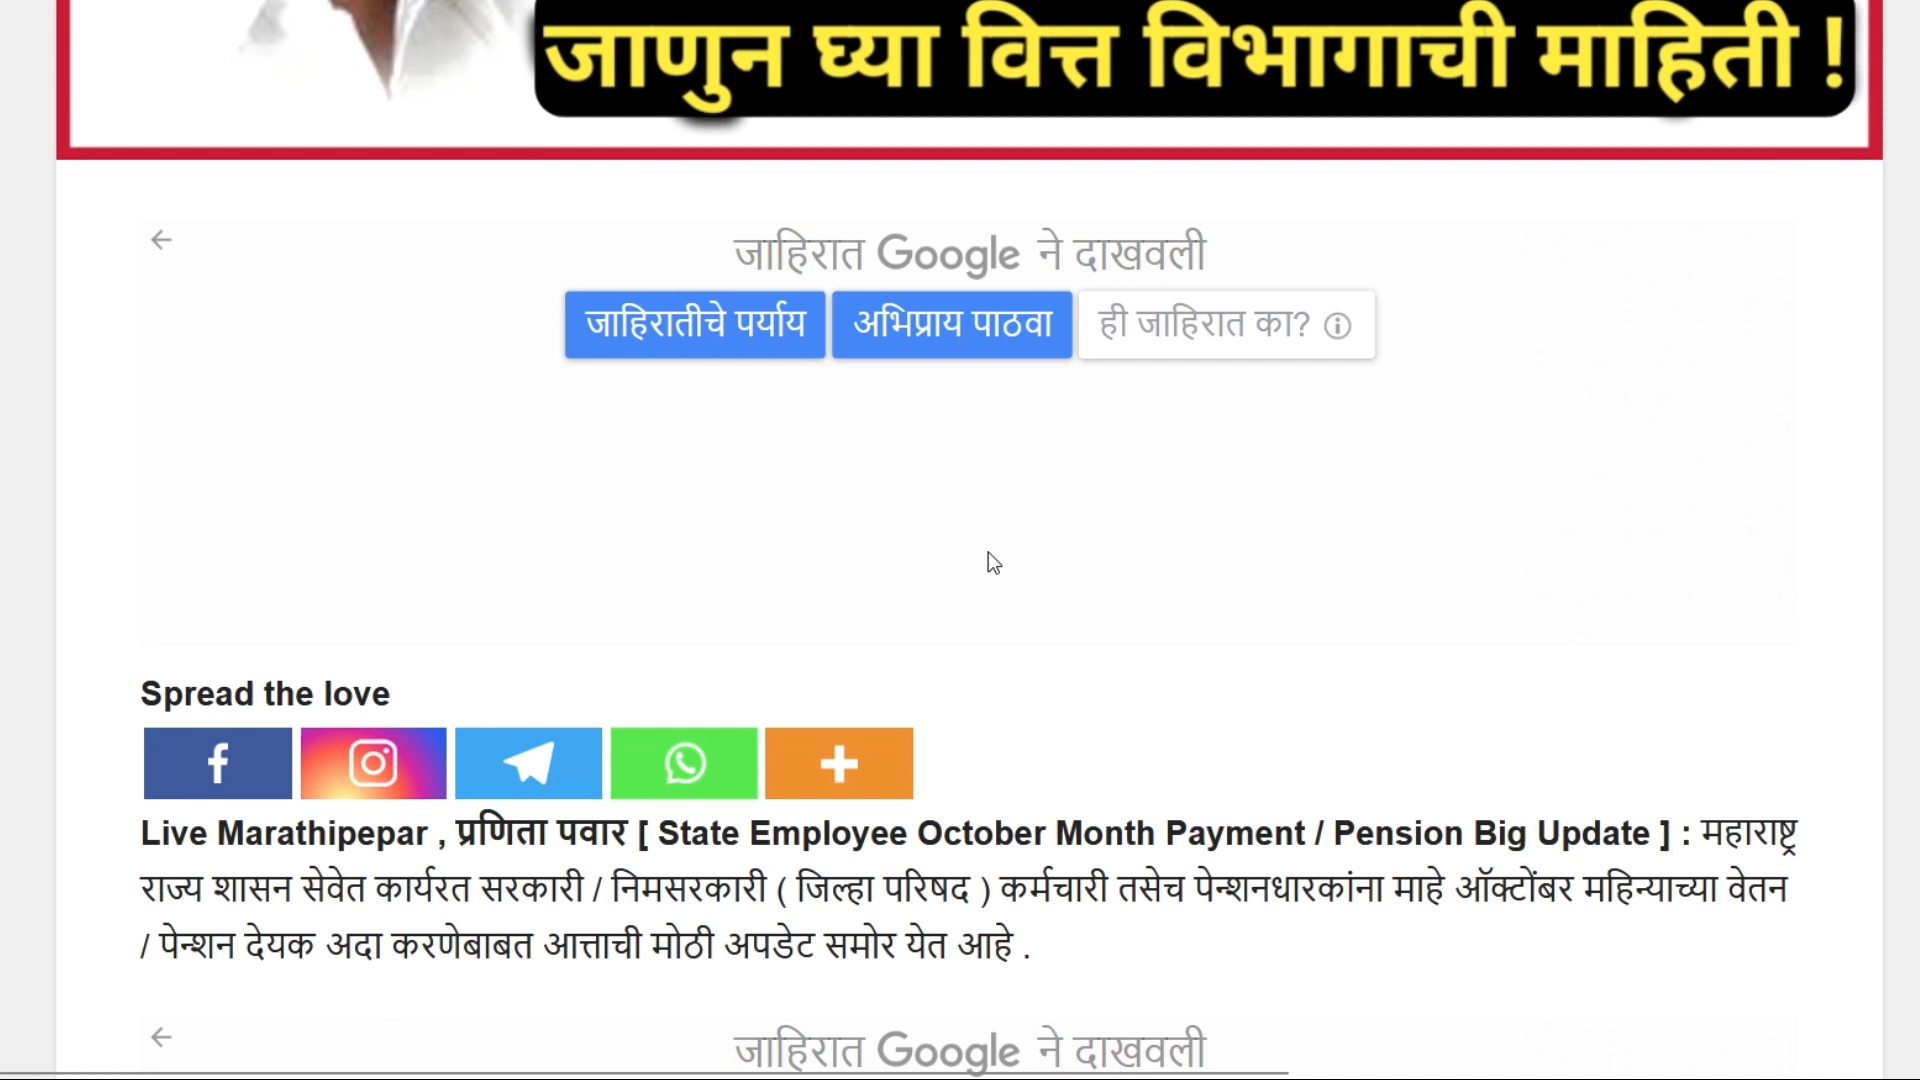 जाणुन घ्या वित्त विभागाची माहिती !
जाहिरात Google ने दाखवली
जाहिरातीचे पर्याय अभिप्राय पाठवा ही जाहिरात का?
Spread the love
Live Marathipepar , प्रणिता पवार [ State Employee October Month Payment / Pension Big Update ] : महाराष्ट्र
राज्य शासन सेवेत कार्यरत सरकारी / निमसरकारी ( जिल्हा परिषद ) कर्मचारी तसेच पेन्शनधारकांना माहे ऑक्टोंबर महिन्याच्या वेतन
/ पेन्शन देयक अदा करणेबाबत आत्ताची मोठी अपडेट समोर येत आहे .
जाहिरात Google ने दाखवली